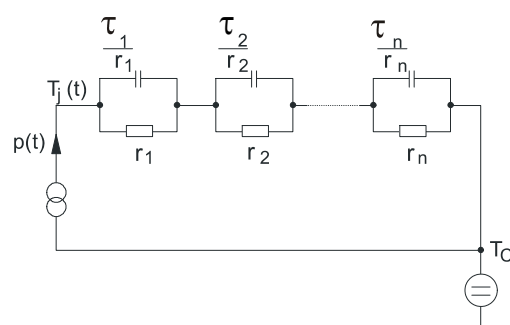 τ1 τ2 τn
r1 r2 rn
Tj(t)
p(t)
r1 r2 rn
TC